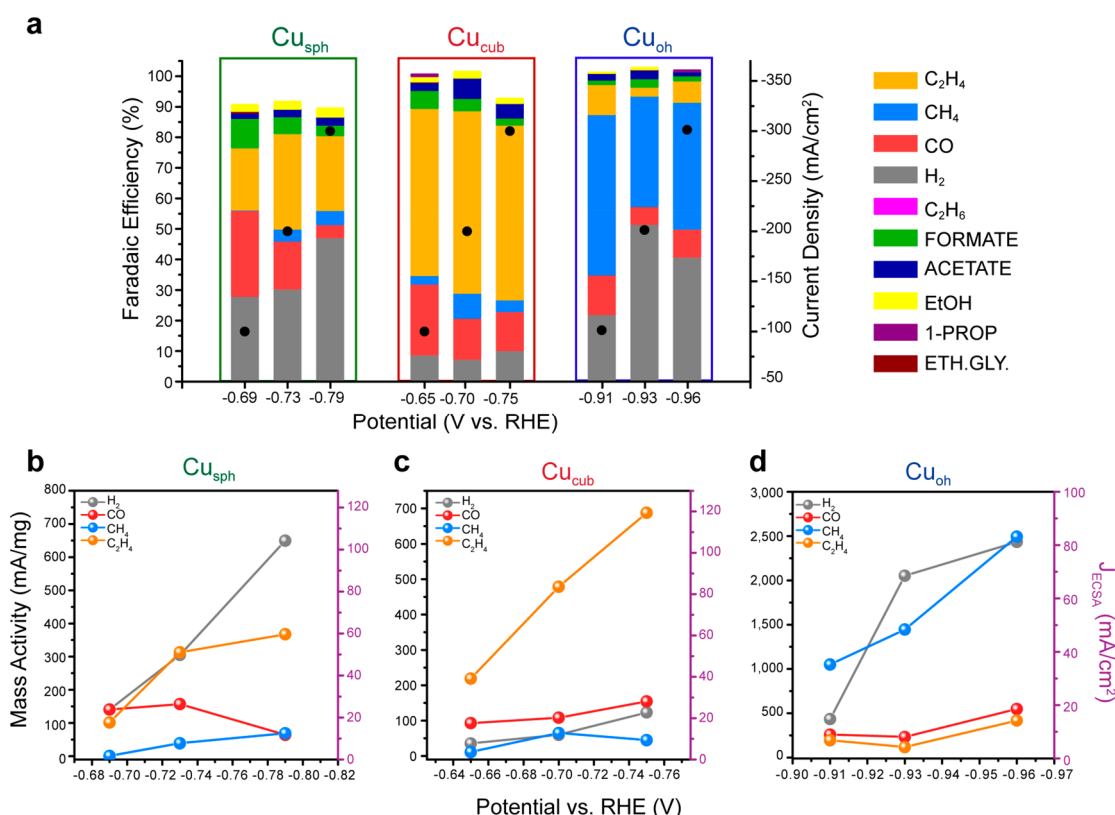 a
Cu_sph Cu_cub Cu_oh
Faradaic Efficiency (%)
100
90
80
70
60
50
40
30
20
10
0
Current Density (mA/cm²)
-350
-300
-250
-200
-150
-100
-50
-0.69 -0.73 -0.79 -0.65 -0.70 -0.75 -0.91 -0.93 -0.96
Potential (V vs. RHE)
C₂H₄
CH₄
CO
H₂
C₂H₆
FORMATE
ACETATE
EtOH
1-PROP
ETH.GLY.
b
Cu_sph
Mass Activity (mA/mg)
800
700
600
500
400
300
200
100
0
H₂
CO
CH₄
C₂H₄
120
100
80
60
40
20
0
-0.68 -0.70 -0.72 -0.74 -0.76 -0.78 -0.80 -0.82
c
Cu_cub
700
600
500
400
300
200
100
0
H₂
CO
CH₄
C₂H₄
120
100
80
60
40
20
0
-0.64 -0.66 -0.68 -0.70 -0.72 -0.74 -0.76
d
Cu_oh
3,000
2,500
2,000
1,500
1,000
500
0
H₂
CO
CH₄
C₂H₄
100
80
60
40
20
0
J_ECSA (mA/cm²)
-0.90 -0.91 -0.92 -0.93 -0.94 -0.95 -0.96 -0.97
Potential vs. RHE (V)